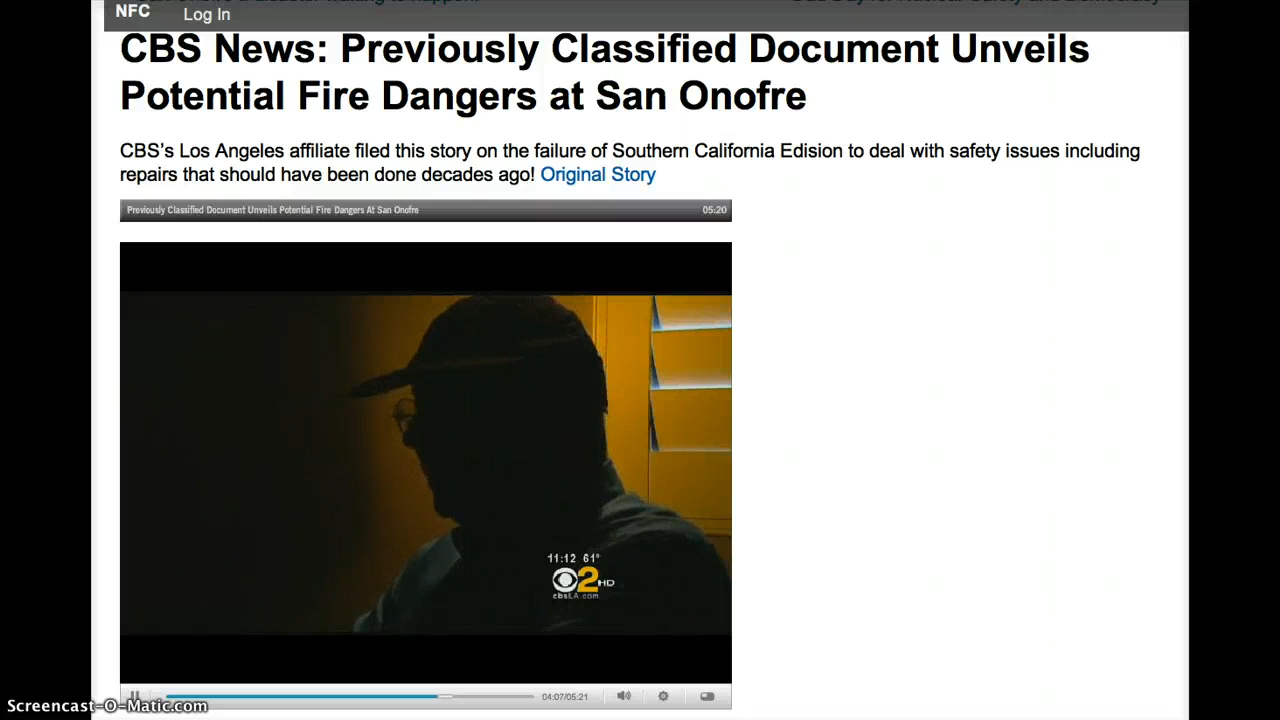 NFC
Log In
CBS News: Previously Classified Document Unveils
Potential Fire Dangers at San Onofre
CBS's Los Angeles affiliate filed this story on the failure of Southern California Edision to deal with safety issues including
repairs that should have been done decades ago! Original Story
Previously Classified Document Unveils Potential Fire Dangers At San Onofre 05:20
11:12 61°
2 HD
cbsLA.com
04:07/05:21
Screencast-O-Matic.com